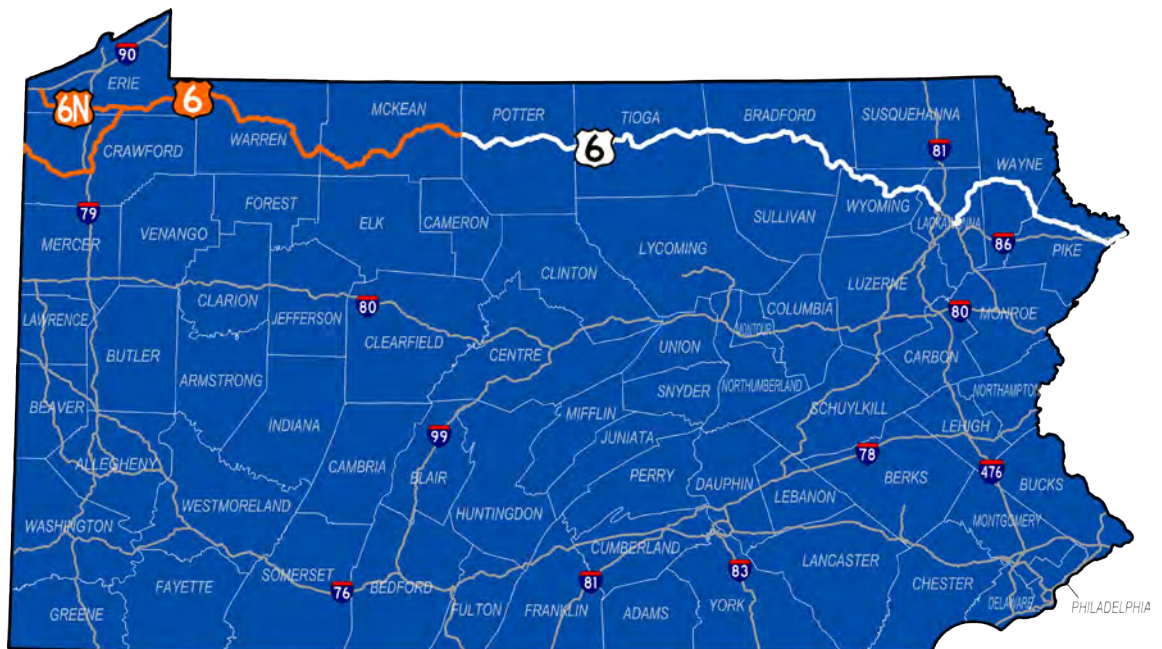 90
ERIE
6N
6
MCKEAN
POTTER
TIOGA
BRADFORD
SUSQUEHANNA
WARREN
CRAWFORD
6
81
WAYNE
79
FOREST
ELK
CAMERON
SULLIVAN
WYOMING
LACKAWANNA
86
PIKE
MERCER
VENANGO
LYCOMING
CLINTON
LUZERNE
CLARION
80
COLUMBIA
80
MONROE
LAWRENCE
JEFFERSON
CLEARFIELD
MONTOUR
BUTLER
CENTRE
UNION
CARBON
ARMSTRONG
SNYDER
NORTHUMBERLAND
NORTHAMPTON
BEAVER
INDIANA
MIFFLIN
SCHUYLKILL
LEHIGH
99
JUNIATA
78
ALLEGHENY
CAMBRIA
BLAIR
PERRY
DAUPHIN
BERKS
476
BUCKS
WESTMORELAND
HUNTINGDON
LEBANON
WASHINGTON
MONTGOMERY
CUMBERLAND
LANCASTER
FAYETTE
SOMERSET
76
BEDFORD
81
83
CHESTER
GREENE
FULTON
FRANKLIN
ADAMS
YORK
DELAWARE
PHILADELPHIA